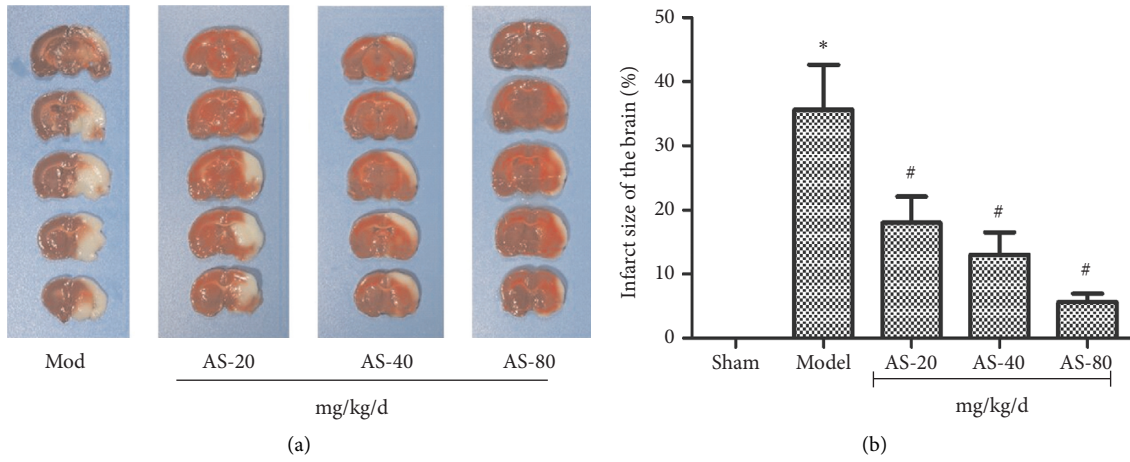 Mod
AS-20
AS-40
AS-80
mg/kg/d
(a)
Infarct size of the brain (%)
50
40
30
20
10
0
*
#
#
#
Sham
Model
AS-20
AS-40
AS-80
mg/kg/d
(b)